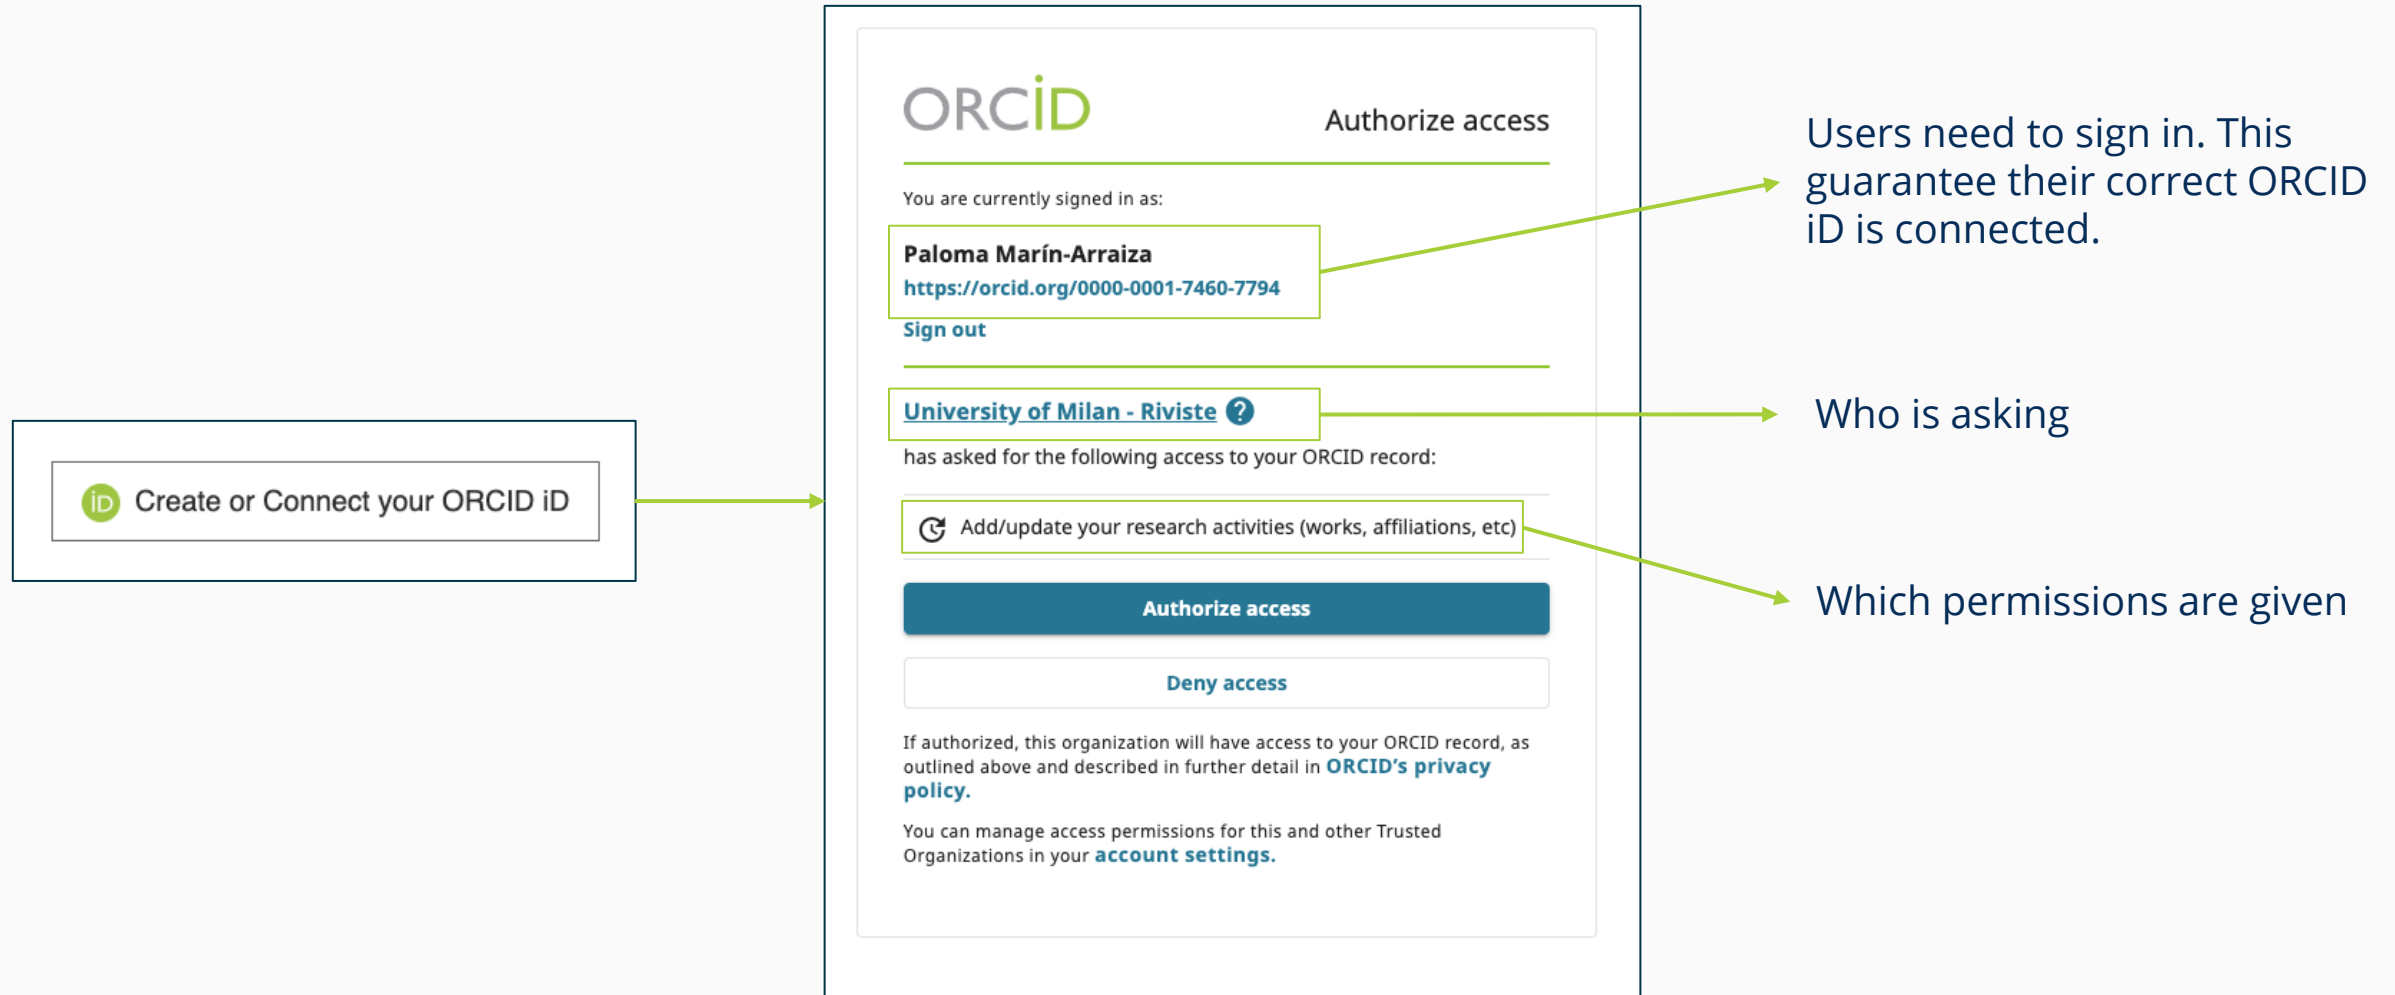 iD Create or Connect your ORCID iD
ORCID
Authorize access
You are currently signed in as:
Paloma Marín-Arraiza
https://orcid.org/0000-0001-7460-7794
Sign out
University of Milan - Riviste ?
has asked for the following access to your ORCID record:
Add/update your research activities (works, affiliations, etc)
Authorize access
Deny access
If authorized, this organization will have access to your ORCID record, as
outlined above and described in further detail in ORCID’s privacy
policy.
You can manage access permissions for this and other Trusted
Organizations in your account settings.
Users need to sign in. This
guarantee their correct ORCID
iD is connected.
Who is asking
Which permissions are given